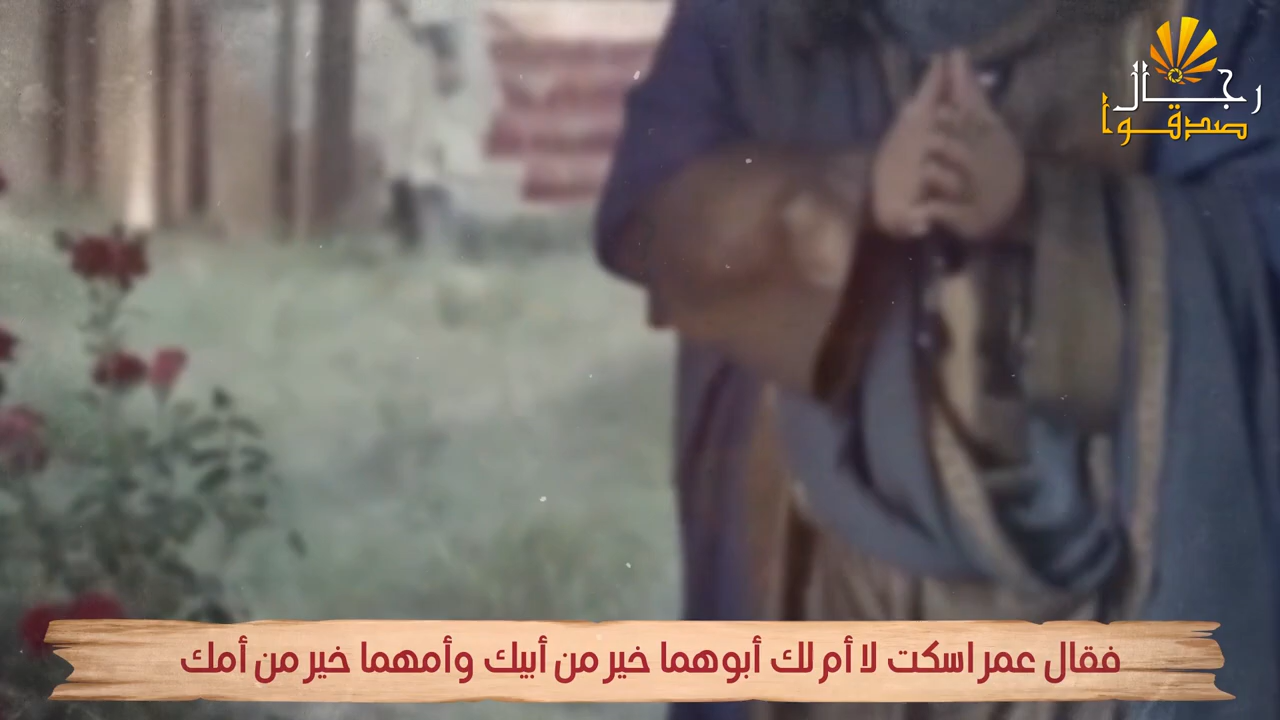 رجال
صدقوا
فقال عمر اسكت لا أم لك أبوهما خير من أبيك وأمهما خير من أمك